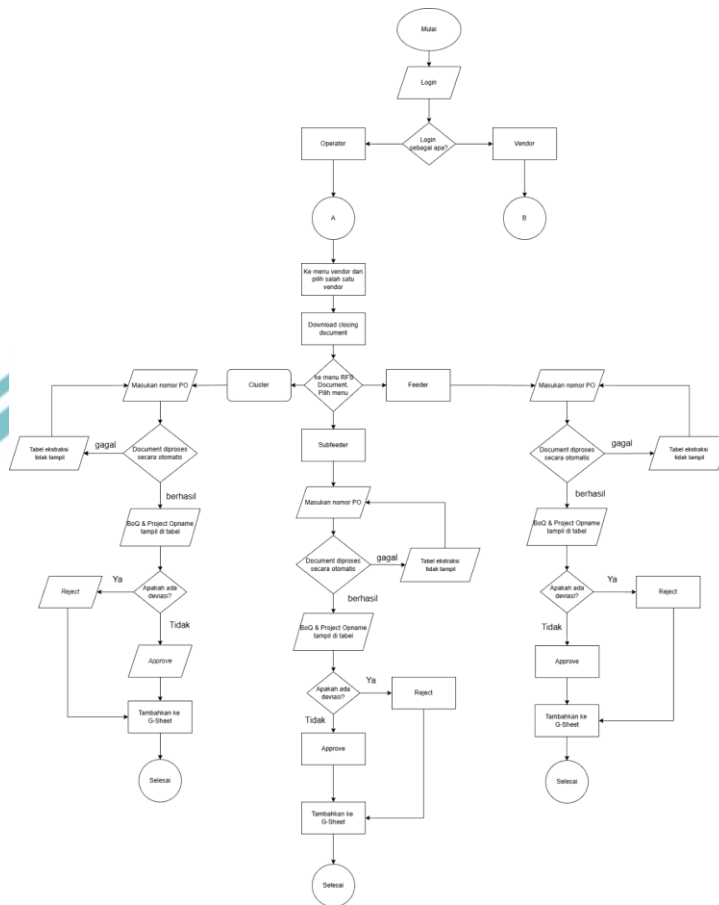 Mulai
Login
Login
sebagai apa?
Operator
Vendor
A
B
Ke menu vendor dan
pilih salah satu
vendor
Download closing
document
ke menu RFS
Document,
Pilih menu
Cluster
Feeder
Subfeeder
Masukan nomor PO
Document diproses
secara otomatis
gagal
Tabel ekstraksi
tidak tampil
berhasil
BoQ & Project Opname
tampil di tabel
Apakah ada
deviasi?
Ya
Reject
Tidak
Approve
Tambahkan ke
G-Sheet
Selesai
Masukan nomor PO
Document diproses
secara otomatis
gagal
Tabel ekstraksi
tidak tampil
berhasil
BoQ & Project Opname
tampil di tabel
Apakah ada
deviasi?
Ya
Reject
Tidak
Approve
Tambahkan ke
G-Sheet
Selesai
Masukan nomor PO
Document diproses
secara otomatis
gagal
Tabel ekstraksi
tidak tampil
berhasil
BoQ & Project Opname
tampil di tabel
Apakah ada
deviasi?
Ya
Reject
Tidak
Approve
Tambahkan ke
G-Sheet
Selesai